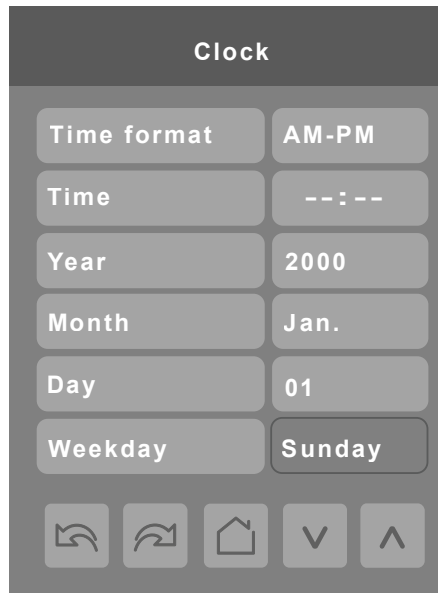 Clock
Time format AM-PM
Time --:--
Year 2000
Month Jan.
Day 01
Weekday Sunday